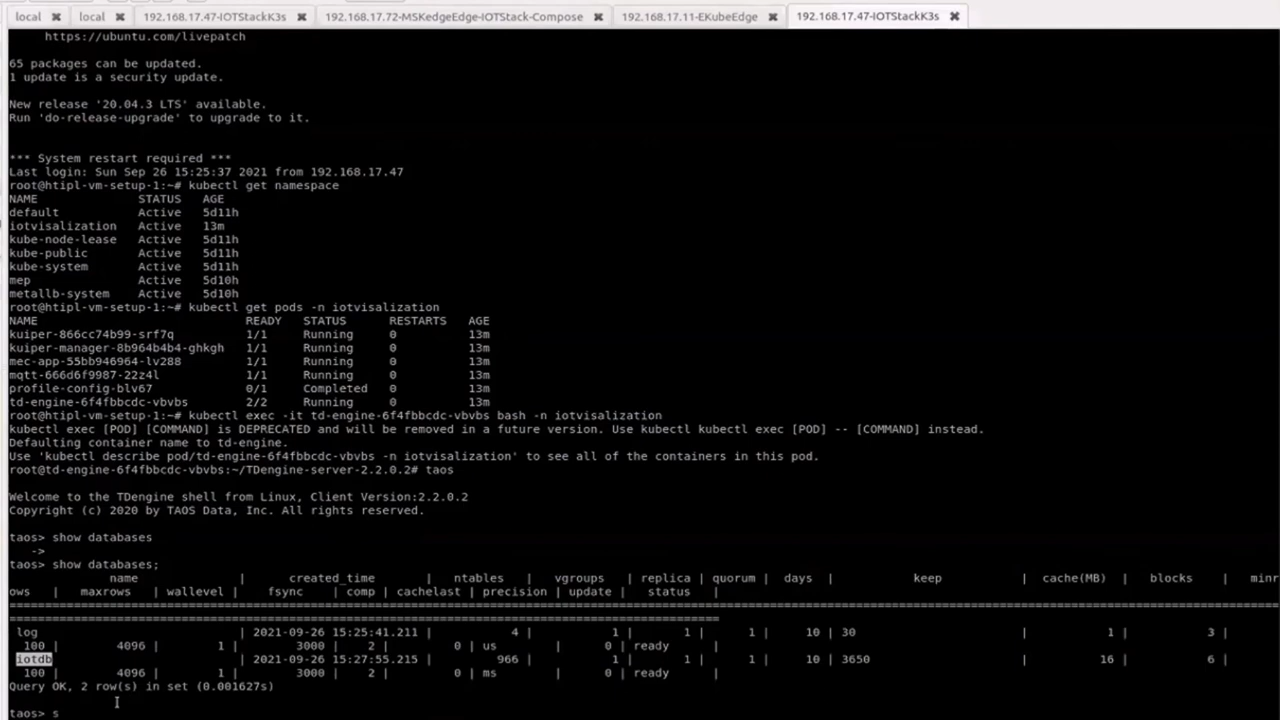 local local 192.168.17.47-IOTStackK3s 192.168.17.72-MSKedgeEdge-IOTStack-Compose 192.168.17.11-EKubeEdge 192.168.17.47-IOTStackK3s
https://ubuntu.com/livepatch
65 packages can be updated.
1 update is a security update.
New release '20.04.3 LTS' available.
Run 'do-release-upgrade' to upgrade to it.
*** System restart required ***
Last login: Sun Sep 26 15:25:37 2021 from 192.168.17.47
root@htipl-vm-setup-1:~# kubectl get namespace
NAME STATUS AGE
default Active 5d11h
iotvisalization Active 13m
kube-node-lease Active 5d11h
kube-public Active 5d11h
kube-system Active 5d11h
mep Active 5d10h
metallb-system Active 5d10h
root@htipl-vm-setup-1:~# kubectl get pods -n iotvisalization
NAME READY STATUS RESTARTS AGE
kuiper-866cc74b99-srf7q 1/1 Running 0 13m
kuiper-manager-8b964b4b4-ghkgh 1/1 Running 0 13m
mec-app-55bb946964-lv288 1/1 Running 0 13m
mqtt-666d6f9987-22z4l 1/1 Running 0 13m
profile-config-blv67 0/1 Completed 0 13m
td-engine-6f4fbbcdc-vbvbs 2/2 Running 0 13m
root@htipl-vm-setup-1:~# kubectl exec -it td-engine-6f4fbbcdc-vbvbs bash -n iotvisalization
kubectl exec [POD] [COMMAND] is DEPRECATED and will be removed in a future version. Use kubectl kubectl exec [POD] -- [COMMAND] instead.
Defaulting container name to td-engine.
Use 'kubectl describe pod/td-engine-6f4fbbcdc-vbvbs -n iotvisalization' to see all of the containers in this pod.
root@td-engine-6f4fbbcdc-vbvbs:~/TDengine-server-2.2.0.2# taos
Welcome to the TDengine shell from Linux, Client Version:2.2.0.2
Copyright (c) 2020 by TAOS Data, Inc. All rights reserved.
taos> show databases
->
taos> show databases;
name | created_time | ntables | vgroups | replica | quorum | days | keep | cache(MB) | blocks | minr
ows | maxrows | wallevel | fsync | comp | cachelast | precision | update | status |
================================================================================
================================================================================
log | 2021-09-26 15:25:41.211 | 4 | 1 | 1 | 1 | 10 | 30 | 1 | 3 |
100 | 4096 | 1 | 3000 | 2 | 0 | us | 0 | ready |
iotdb | 2021-09-26 15:27:55.215 | 966 | 1 | 1 | 1 | 10 | 3650 | 16 | 6 |
100 | 4096 | 1 | 3000 | 2 | 0 | ms | 0 | ready |
Query OK, 2 row(s) in set (0.001627s)
taos> s